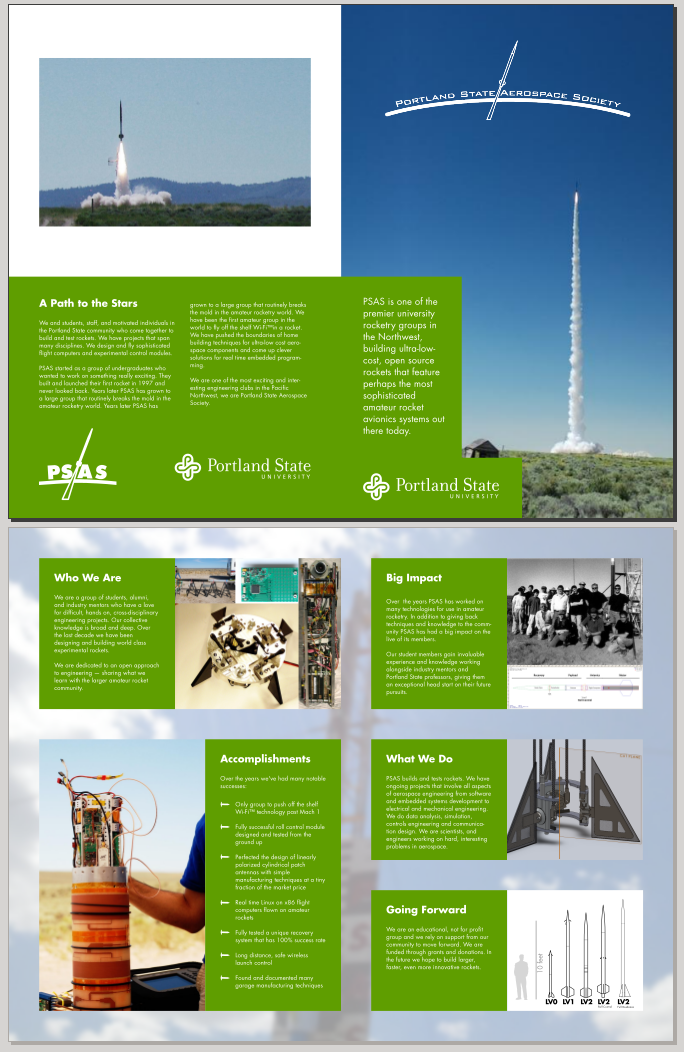 PORTLAND STATE AEROSPACE SOCIETY
A Path to the Stars
We and students, staff, and motivated individuals in
the Portland State community who come together to
build and test rockets. We have projects that span
many disciplines. We design and fly sophisticated
flight computers and experimental control modules.
PSAS started as a group of undergraduates who
wanted to work on something really exciting. They
built and launched their first rocket in 1997 and
never looked back. Years later PSAS has grown to
a large group that routinely breaks the mold in the
amateur rocketry world. Years later PSAS has
grown to a large group that routinely breaks
the mold in the amateur rocketry world. We
have been the first amateur group in the
world to fly off the shelf Wi-Fi™in a rocket.
We have pushed the boundaries of home
building techniques for ultra-low cost aero-
space components and come up clever
solutions for real time embedded program-
ming.
We are one of the most exciting and inter-
esting engineering clubs in the Pacific
Northwest, we are Portland State Aerospace
Society.
PSAS is one of the
premier university
rocketry groups in
the Northwest,
building ultra-low-
cost, open source
rockets that feature
perhaps the most
sophisticated
amateur rocket
avionics systems out
there today.
PSAS
Portland State
UNIVERSITY
Portland State
UNIVERSITY
Who We Are
We are a group of students, alumni,
and industry mentors who have a love
for difficult, hands on, cross-disciplinary
engineering projects. Our collective
knowledge is broad and deep. Over
the last decade we have been
designing and building world class
experimental rockets.
We are dedicated to an open approach
to engineering — sharing what we
learn with the larger amateur rocket
community.
Big Impact
Over the years PSAS has worked on
many technologies for use in amateur
rocketry. In addition to giving back
techniques and knowledge to the comm-
unity PSAS has had a big impact on the
live of its members.
Our student members gain invaluable
experience and knowledge working
alongside industry mentors and
Portland State professors, giving them
an exceptional head start on their future
pursuits.
Accomplishments
Over the years we've had many notable
successes:
Only group to push off the shelf
Wi-Fi™ technology past Mach 1
Fully successful roll control module
designed and tested from the
ground up
Perfected the design of linearly
polarized cylindrical patch
antennas with simple
manufacturing techniques at a tiny
fraction of the market price
Real time Linux on x86 flight
computers flown on amateur
rockets
Fully tested a unique recovery
system that has 100% success rate
Long distance, safe wireless
launch control
Found and documented many
garage manufacturing techniques
What We Do
PSAS builds and tests rockets. We have
ongoing projects that involve all aspects
of aerospace engineering from software
and embedded systems development to
electrical and mechanical engineering.
We do data analysis, simulation,
controls engineering and communica-
tion design. We are scientists, and
engineers working on hard, interesting
problems in aerospace.
Going Forward
We are an educational, not for profit
group and we rely on support from our
community to move forward. We are
funded through grants and donations. In
the future we hope to build larger,
faster, even more innovative rockets.
10 feet
LV0 LV1 LV2 LV2 LV2